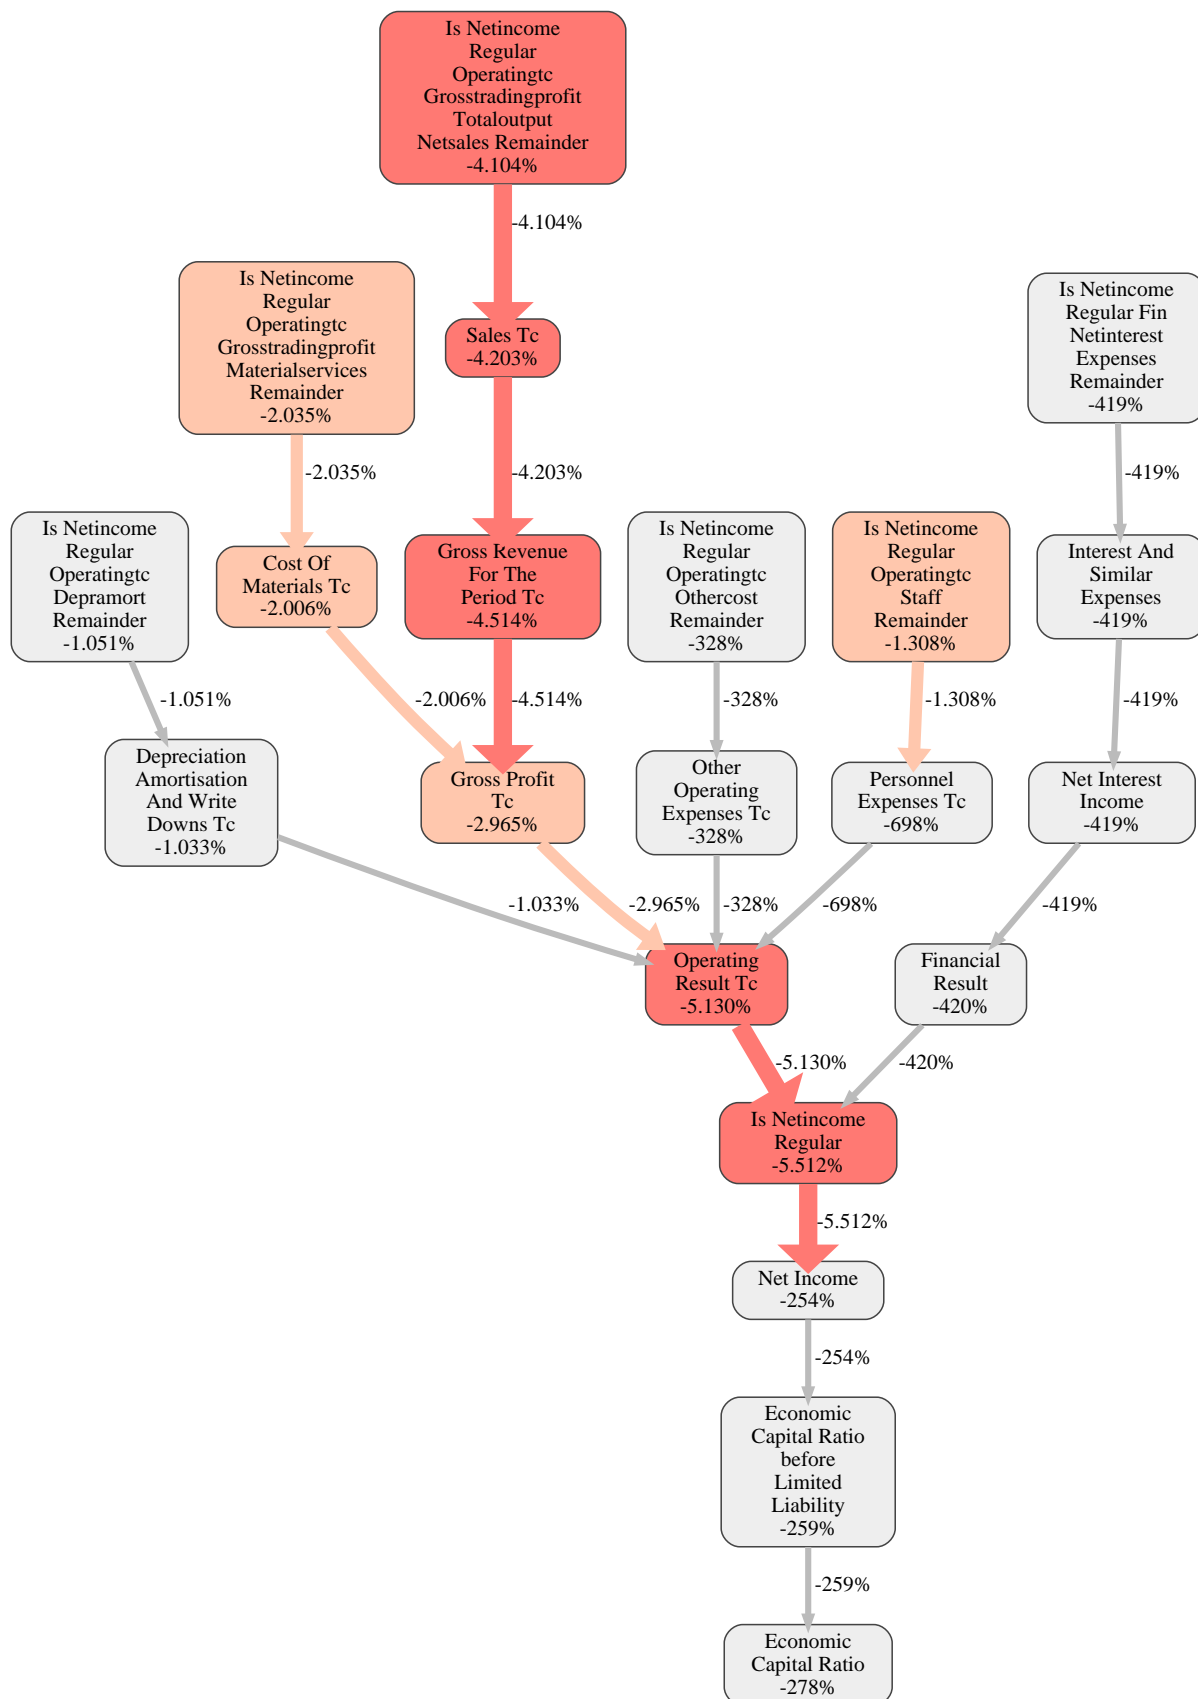 Is Netincome
Regular
Operatingtc
Grosstradingprofit
Totaloutput
Netsales Remainder
-4.104%
-4.104%
Is Netincome
Regular
Operatingtc
Grosstradingprofit
Materialservices
Remainder
-2.035%
Is Netincome
Regular Fin
Netinterest
Expenses
Remainder
-419%
Sales Tc
-4.203%
-2.035%
-4.203%
-419%
Is Netincome
Regular
Operatingtc
Depramort
Remainder
-1.051%
Cost Of
Materials Tc
-2.006%
Gross Revenue
For The
Period Tc
-4.514%
Is Netincome
Regular
Operatingtc
Othercost
Remainder
-328%
Is Netincome
Regular
Operatingtc
Staff
Remainder
-1.308%
Interest And
Similar
Expenses
-419%
-1.051%
-2.006%
-4.514%
-328%
-1.308%
-419%
Depreciation
Amortisation
And Write
Downs Tc
-1.033%
Gross Profit
Tc
-2.965%
Other
Operating
Expenses Tc
-328%
Personnel
Expenses Tc
-698%
Net Interest
Income
-419%
-1.033%
-2.965%
-328%
-698%
-419%
Operating
Result Tc
-5.130%
Financial
Result
-420%
-5.130%
-420%
Is Netincome
Regular
-5.512%
-5.512%
Net Income
-254%
-254%
Economic
Capital Ratio
before
Limited
Liability
-259%
-259%
Economic
Capital Ratio
-278%